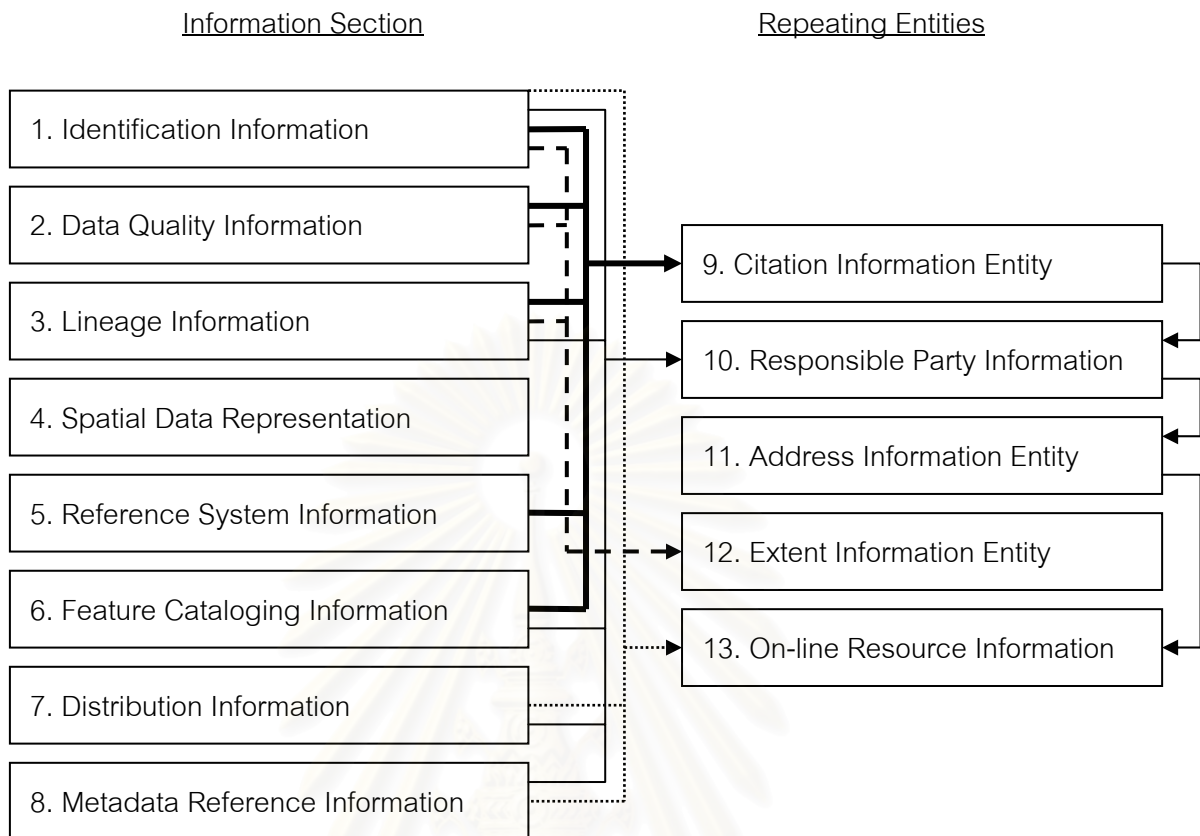 Information Section
Repeating Entities
1. Identification Information
2. Data Quality Information
3. Lineage Information
4. Spatial Data Representation
5. Reference System Information
6. Feature Cataloging Information
7. Distribution Information
8. Metadata Reference Information
9. Citation Information Entity
10. Responsible Party Information
11. Address Information Entity
12. Extent Information Entity
13. On-line Resource Information